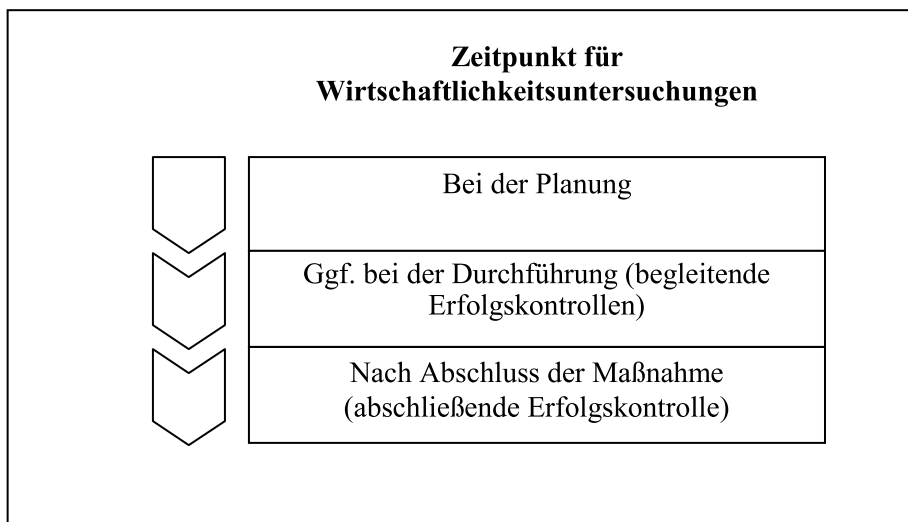 Zeitpunkt für
Wirtschaftlichkeitsuntersuchungen
Bei der Planung
Ggf. bei der Durchführung (begleitende
Erfolgskontrollen)
Nach Abschluss der Maßnahme
(abschließende Erfolgskontrolle)